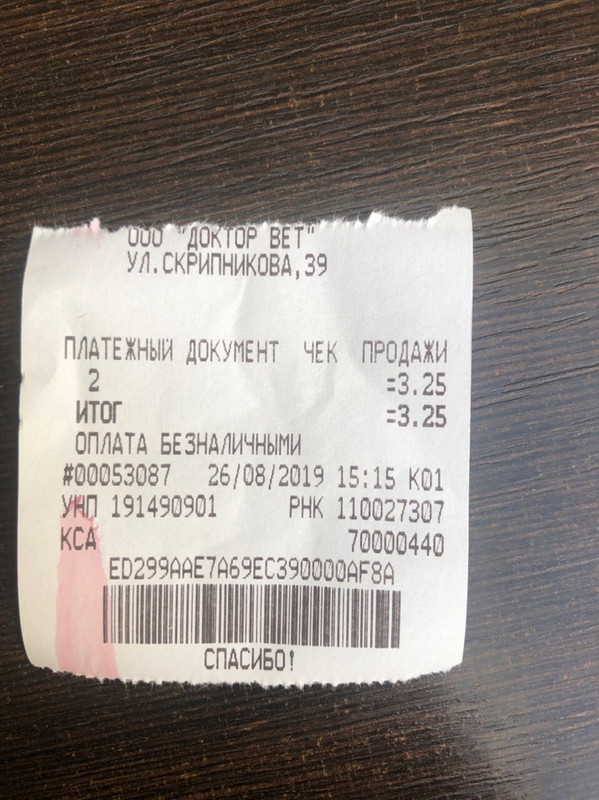 ООО "ДОКТОР ВЕТ"
УЛ.СКРИПНИКОВА,39
ПЛАТЕЖНЫЙ ДОКУМЕНТ ЧЕК ПРОДАЖИ
2 =3.25
ИТОГ =3.25
ОПЛАТА БЕЗНАЛИЧНЫМИ
#00053087 26/08/2019 15:15 К01
УНП 191490901 РНК 110027307
КСА 70000440
ED299AAE7A69EC390000AF8A
СПАСИБО!